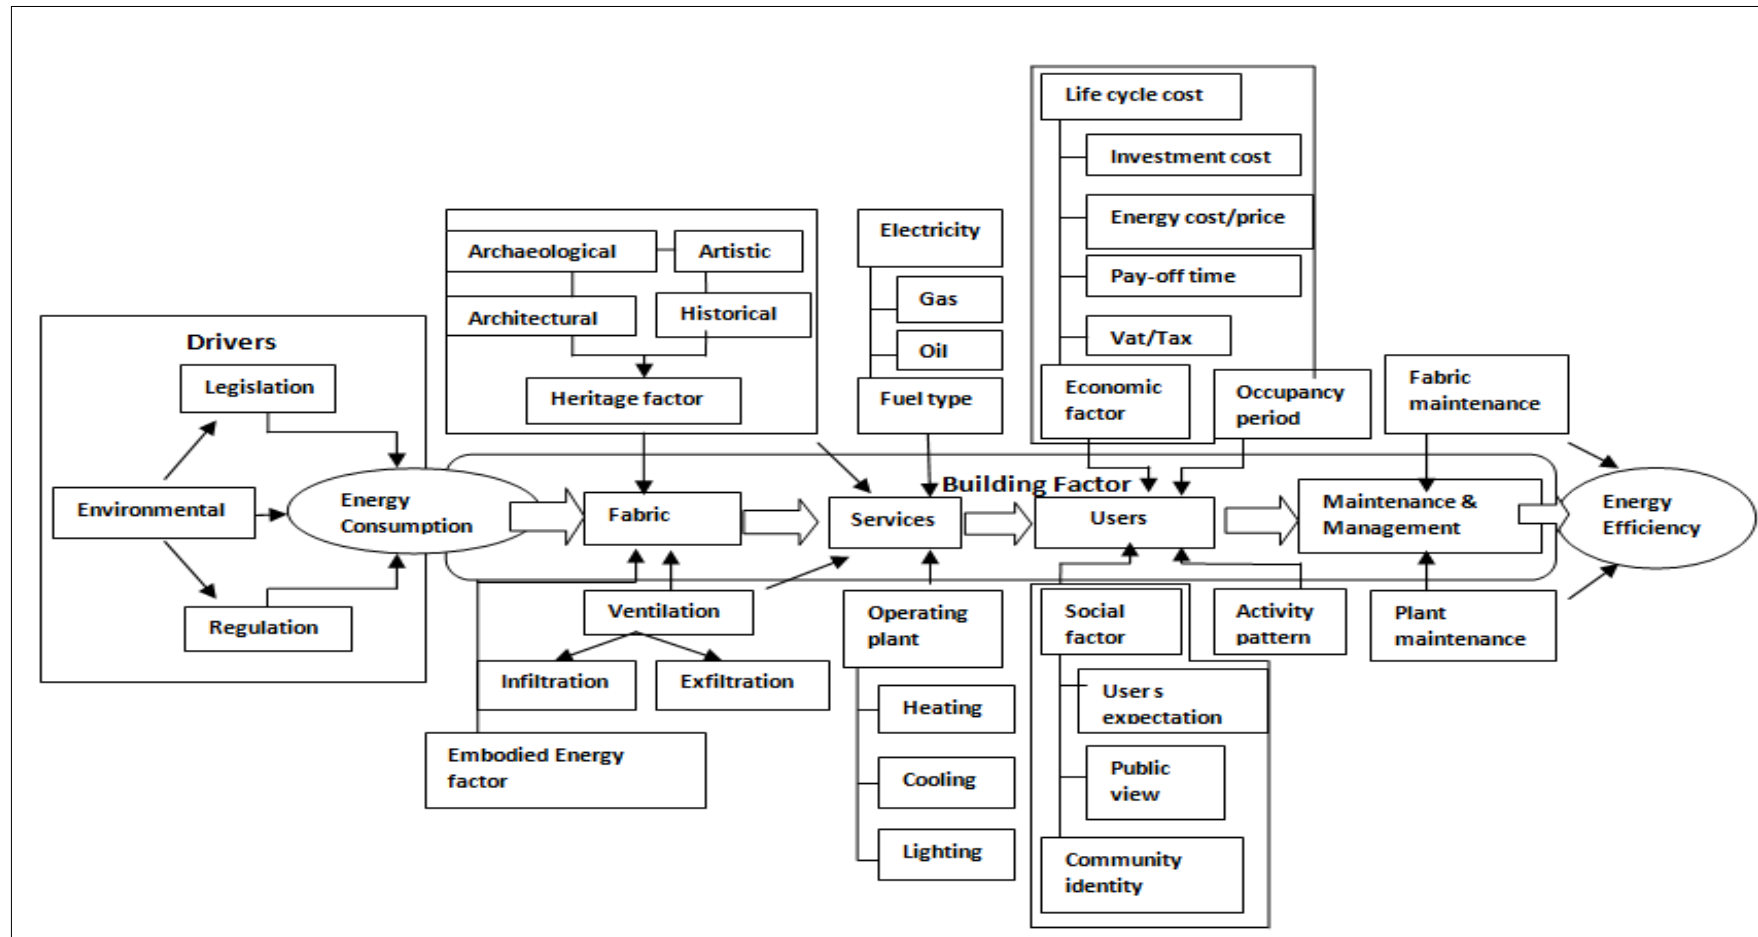 Life cycle cost
Investment cost
Energy cost/price
Pay-off time
Vat/Tax
Economic
factor
Occupancy
period
Electricity
Gas
Oil
Fuel type
Archaeological
Artistic
Architectural
Historical
Heritage factor
Fabric
maintenance
Drivers
Legislation
Environmental
Regulation
Energy
Consumption
Building Factor
Fabric
Services
Users
Maintenance &
Management
Energy
Efficiency
Ventilation
Infiltration
Exfiltration
Embodied Energy
factor
Operating
plant
Heating
Cooling
Lighting
Social
factor
User s
expectation
Public
view
Community
identity
Activity
pattern
Plant
maintenance